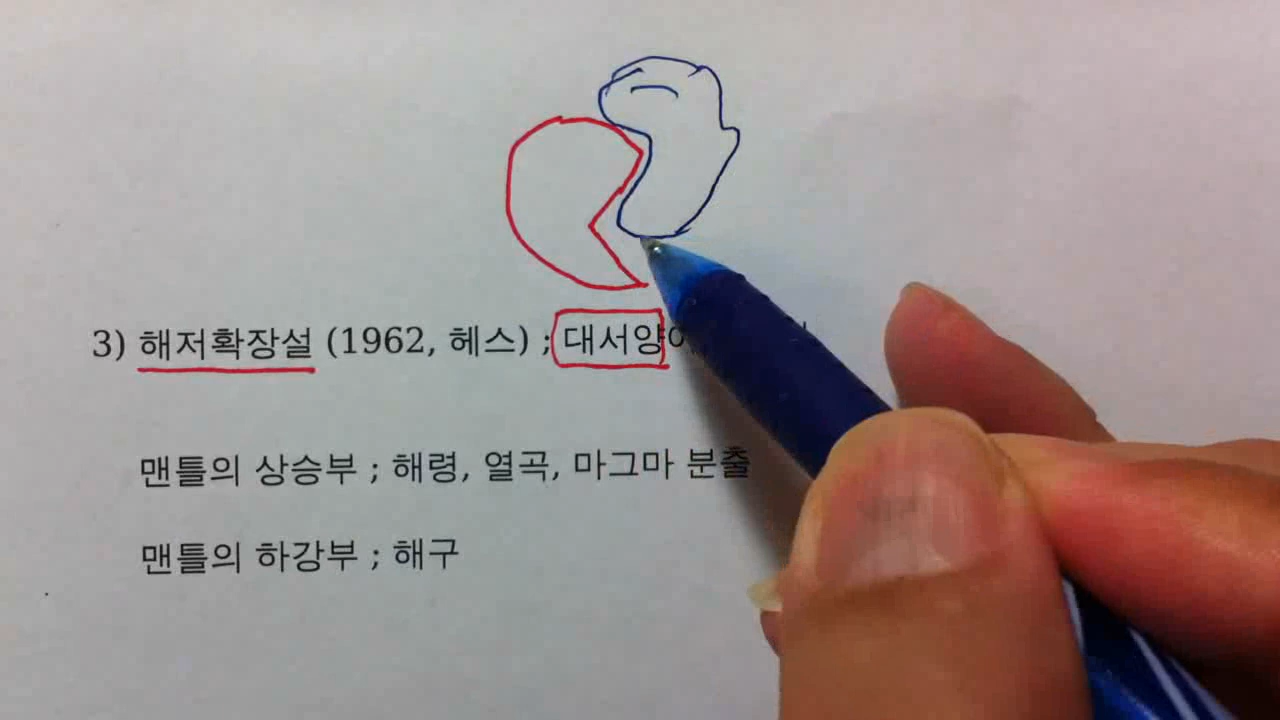 3) 해저확장설 (1962, 헤스) ; 대서양
맨틀의 상승부 ; 해령, 열곡, 마그마 분출
맨틀의 하강부 ; 해구